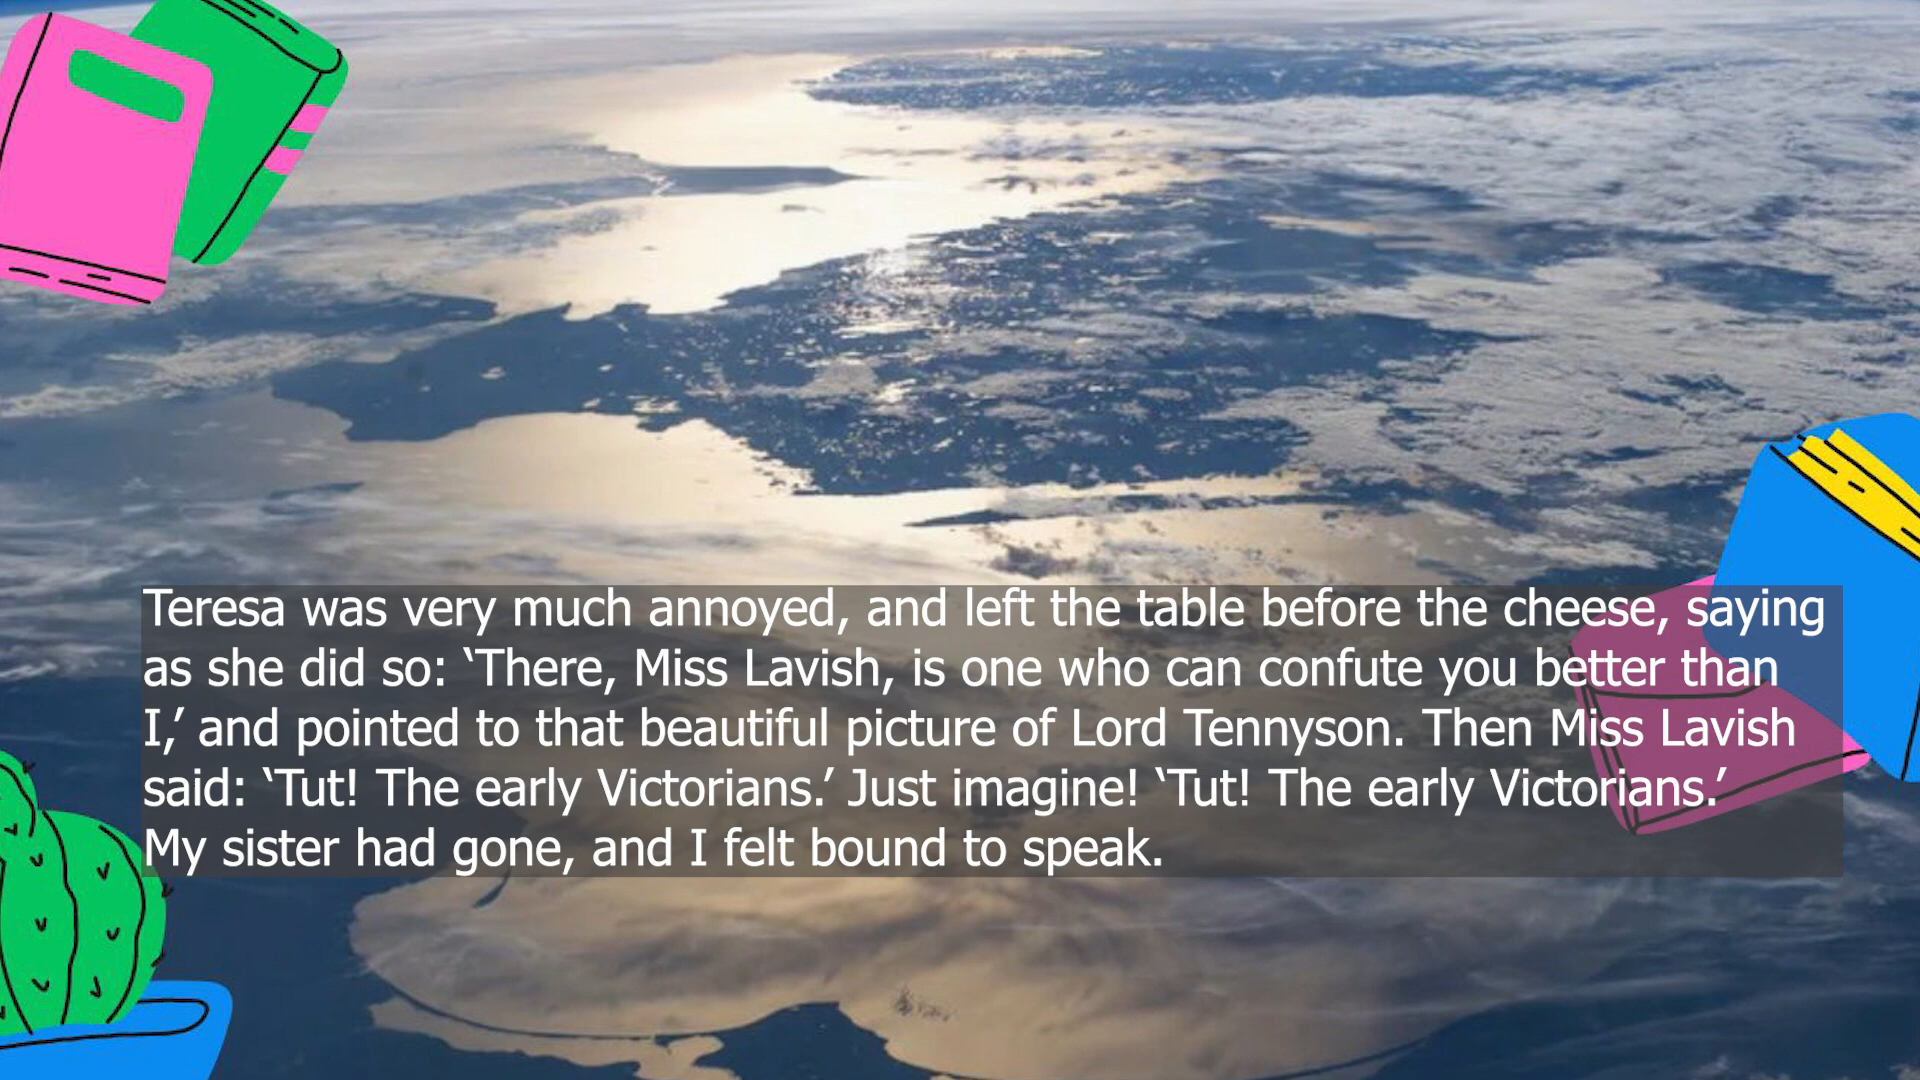 Teresa was very much annoyed, and left the table before the cheese, saying
as she did so: ‘There, Miss Lavish, is one who can confute you better than
I,’ and pointed to that beautiful picture of Lord Tennyson. Then Miss Lavish
said: ‘Tut! The early Victorians.’ Just imagine! ‘Tut! The early Victorians.’
My sister had gone, and I felt bound to speak.